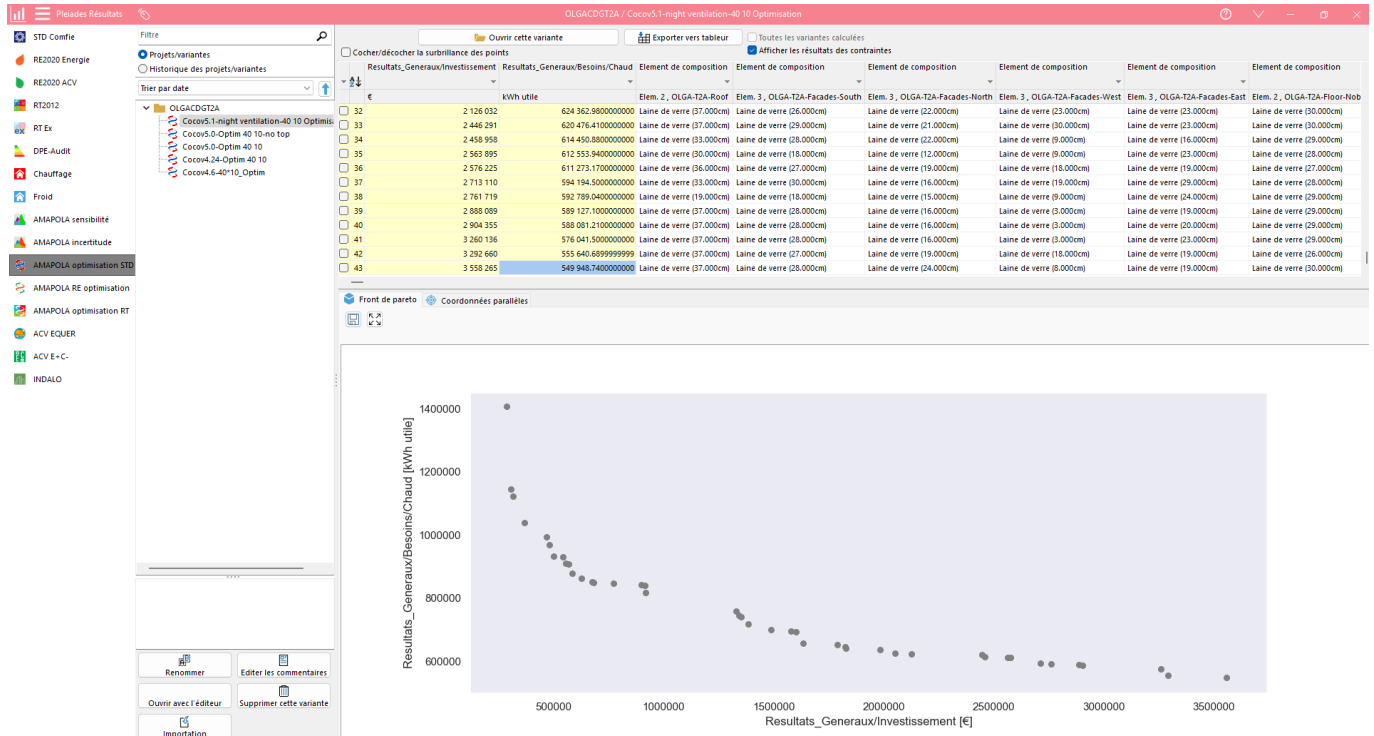 Pleiades Résultats
OLGACDGT2A / Cocov5.1-night ventilation-40 10 Optimisation
STD Comfie
RE2020 Energie
RE2020 ACV
RT2012
RT Ex
DPE-Audit
Chauffage
Froid
AMAPOLA sensibilité
AMAPOLA incertitude
AMAPOLA optimisation STD
AMAPOLA RE optimisation
AMAPOLA optimisation RT
ACV EQUER
ACV E+C-
INDALO
Filtre
Projets/variantes
Historique des projets/variantes
Trier par date
OLGACDGT2A
Cocov5.1-night ventilation-40 10 Optimisa
Cocov5.0-Optim 40 10-no top
Cocov5.0-Optim 40 10
Cocov4.24-Optim 40 10
Cocov4.6-40*10_Optim
Renommer
Editer les commentaires
Ouvrir avec l'éditeur
Supprimer cette variante
Importation
Ouvrir cette variante
Exporter vers tableur
Toutes les variantes calculées
Cocher/décocher la surbrillance des points
Afficher les résultats des contraintes
Resultats_Generaux/Investissement Resultats_Generaux/Besoins/Chaud Element de composition Element de composition Element de composition Element de composition Element de composition Element de composition
€ kWh utile Elem. 2 , OLGA-T2A-Roof Elem. 3 , OLGA-T2A-Facades-South Elem. 3 , OLGA-T2A-Facades-North Elem. 3 , OLGA-T2A-Facades-West Elem. 3 , OLGA-T2A-Facades-East Elem. 2 , OLGA-T2A-Floor-Nob
32 2 126 032 624 362.9800000000 Laine de verre (37.000cm) Laine de verre (26.000cm) Laine de verre (22.000cm) Laine de verre (23.000cm) Laine de verre (23.000cm) Laine de verre (30.000cm)
33 2 446 291 620 476.4100000000 Laine de verre (37.000cm) Laine de verre (29.000cm) Laine de verre (21.000cm) Laine de verre (30.000cm) Laine de verre (23.000cm) Laine de verre (30.000cm)
34 2 458 958 614 450.8800000000 Laine de verre (33.000cm) Laine de verre (28.000cm) Laine de verre (22.000cm) Laine de verre (9.000cm) Laine de verre (16.000cm) Laine de verre (29.000cm)
35 2 563 895 612 553.9400000000 Laine de verre (30.000cm) Laine de verre (18.000cm) Laine de verre (12.000cm) Laine de verre (9.000cm) Laine de verre (23.000cm) Laine de verre (28.000cm)
36 2 576 225 611 273.1700000000 Laine de verre (36.000cm) Laine de verre (27.000cm) Laine de verre (19.000cm) Laine de verre (18.000cm) Laine de verre (19.000cm) Laine de verre (27.000cm)
37 2 713 110 594 194.5000000000 Laine de verre (33.000cm) Laine de verre (30.000cm) Laine de verre (16.000cm) Laine de verre (19.000cm) Laine de verre (29.000cm) Laine de verre (28.000cm)
38 2 761 719 592 789.0400000000 Laine de verre (19.000cm) Laine de verre (18.000cm) Laine de verre (15.000cm) Laine de verre (9.000cm) Laine de verre (24.000cm) Laine de verre (29.000cm)
39 2 888 089 589 127.1000000000 Laine de verre (37.000cm) Laine de verre (28.000cm) Laine de verre (16.000cm) Laine de verre (3.000cm) Laine de verre (19.000cm) Laine de verre (29.000cm)
40 2 904 355 588 081.2100000000 Laine de verre (37.000cm) Laine de verre (28.000cm) Laine de verre (16.000cm) Laine de verre (3.000cm) Laine de verre (20.000cm) Laine de verre (29.000cm)
41 3 260 136 576 041.5000000000 Laine de verre (37.000cm) Laine de verre (28.000cm) Laine de verre (16.000cm) Laine de verre (3.000cm) Laine de verre (23.000cm) Laine de verre (29.000cm)
42 3 292 660 555 640.6899999999 Laine de verre (37.000cm) Laine de verre (27.000cm) Laine de verre (19.000cm) Laine de verre (18.000cm) Laine de verre (19.000cm) Laine de verre (26.000cm)
43 3 558 265 549 948.7400000000 Laine de verre (37.000cm) Laine de verre (28.000cm) Laine de verre (24.000cm) Laine de verre (8.000cm) Laine de verre (19.000cm) Laine de verre (30.000cm)
Front de pareto
Coordonnées parallèles
Resultats_Generaux/Besoins/Chaud [kWh utile]
1400000
1200000
1000000
800000
600000
500000 1000000 1500000 2000000 2500000 3000000 3500000
Resultats_Generaux/Investissement [€]